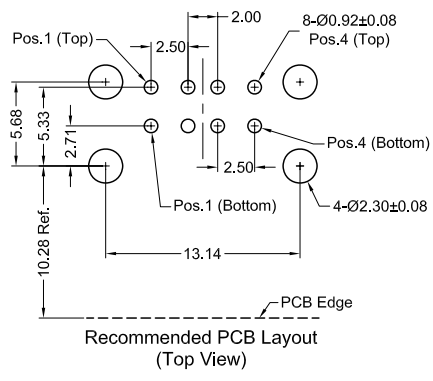 2.00
8-Ø0.92±0.08
Pos.1 (Top)
Pos.4 (Top)
2.50
5.68
5.33
2.71
Pos.4 (Bottom)
2.50
Pos.1 (Bottom)
4-Ø2.30±0.08
10.28 Ref.
13.14
PCB Edge
Recommended PCB Layout
(Top View)